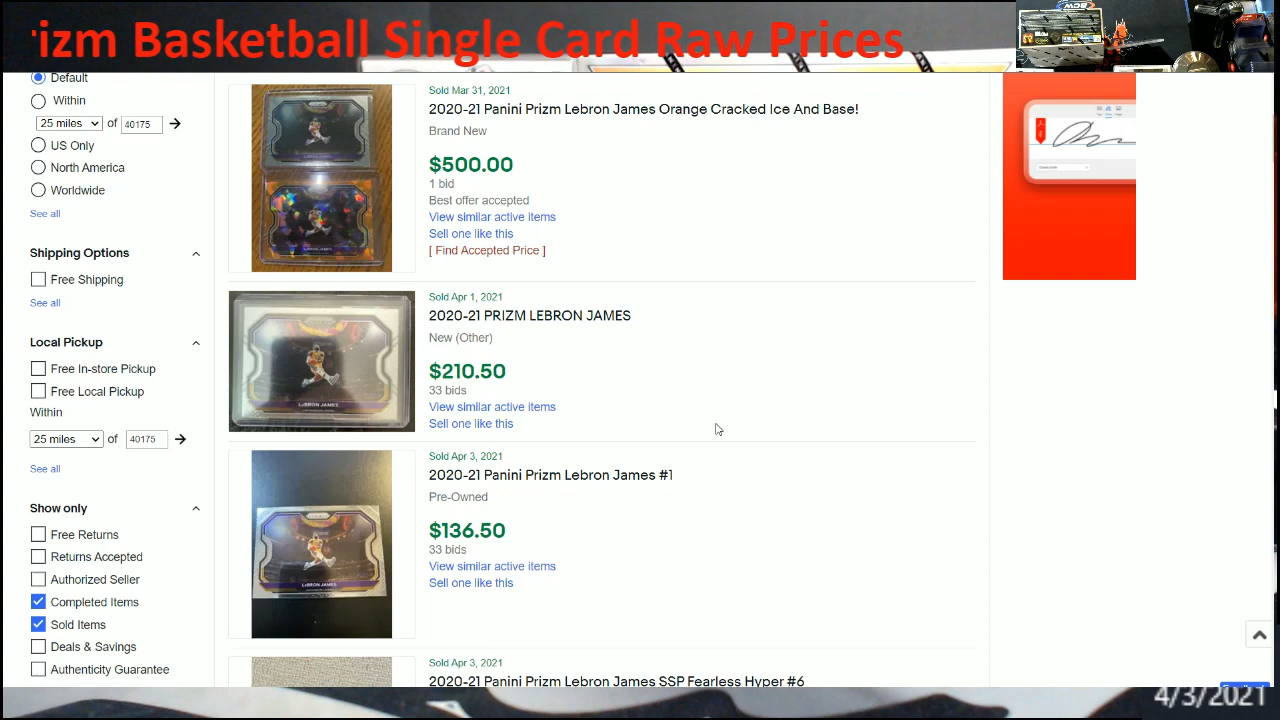 rizm Basketball Single Card Raw Prices
Default
Within
25 miles of 40175
US Only
North America
Worldwide
See all
Shipping Options
Free Shipping
See all
Local Pickup
Free In-store Pickup
Free Local Pickup
Within
25 miles of 40175
See all
Show only
Free Returns
Returns Accepted
Authorized Seller
Completed Items
Sold Items
Deals & Savings
Authenticity Guarantee
Sold Mar 31, 2021
2020-21 Panini Prizm Lebron James Orange Cracked Ice And Base!
Brand New
$500.00
1 bid
Best offer accepted
View similar active items
Sell one like this
[ Find Accepted Price ]
Sold Apr 1, 2021
2020-21 PRIZM LEBRON JAMES
New (Other)
$210.50
33 bids
View similar active items
Sell one like this
LEBRON JAMES
Sold Apr 3, 2021
2020-21 Panini Prizm Lebron James #1
Pre-Owned
$136.50
33 bids
View similar active items
Sell one like this
LEBRON JAMES
Sold Apr 3, 2021
2020-21 Panini Prizm Lebron James SSP Fearless Hyper #6
4/3/2021